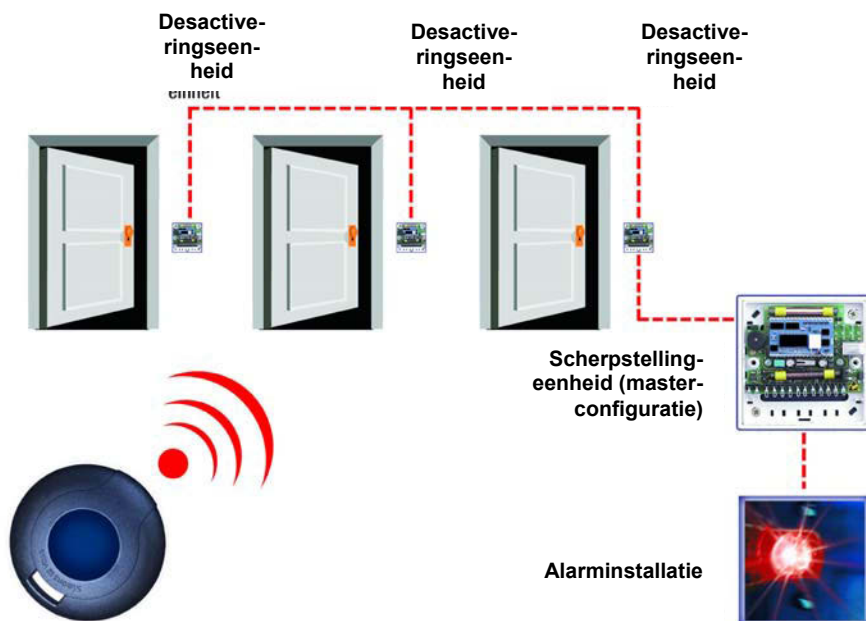 Desactive-
ringseen-
heid
Desactive-
ringseen-
heid
Desactive-
ringseen-
heid
einheit
Scherpstelling-
eenheid (master-
configuratie)
Alarminstallatie